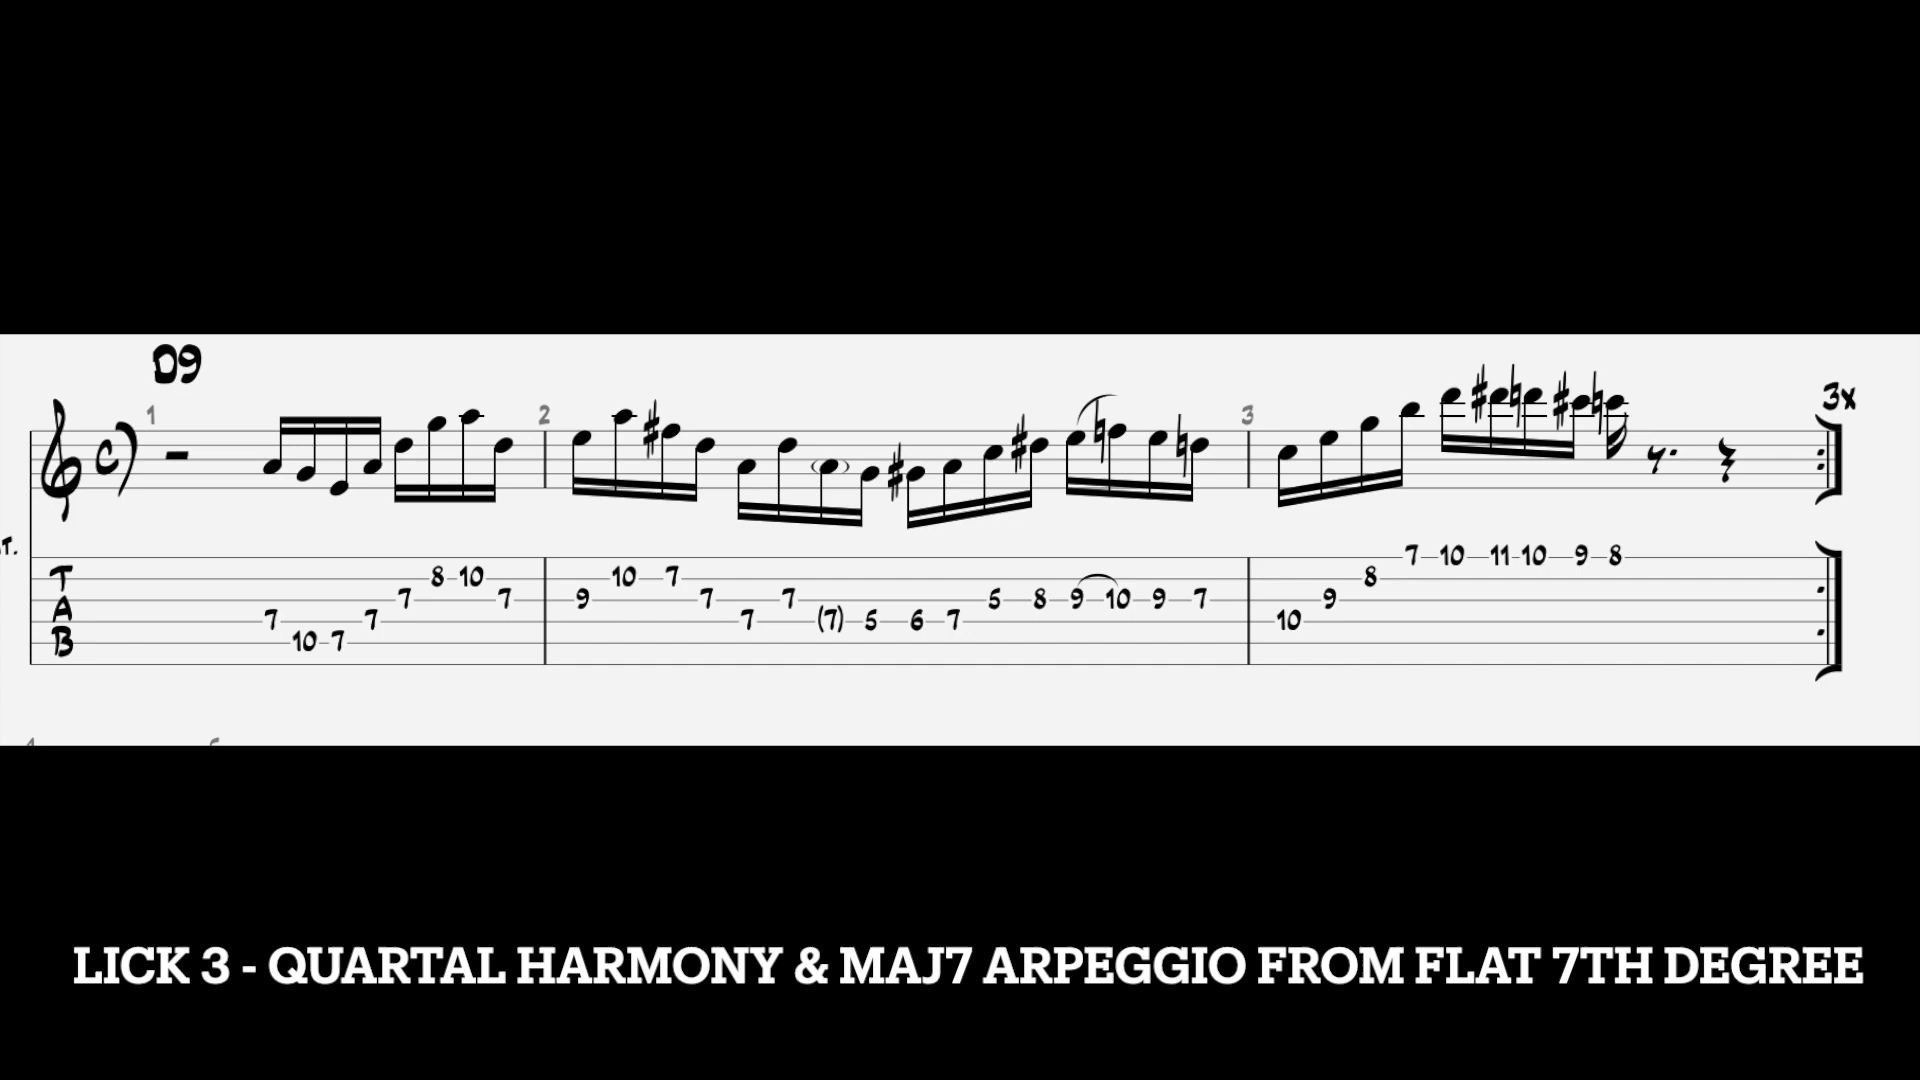 D9
1 2 3 3x
T.
T 8 10 10 7 7 10 11 10 9 8
A 7 7 9 7 7 5 8 9 10 9 7 9 8
B 7 10 7 7 7 (7) 5 6 7 10
LICK 3 - QUARTAL HARMONY & MAJ7 ARPEGGIO FROM FLAT 7TH DEGREE